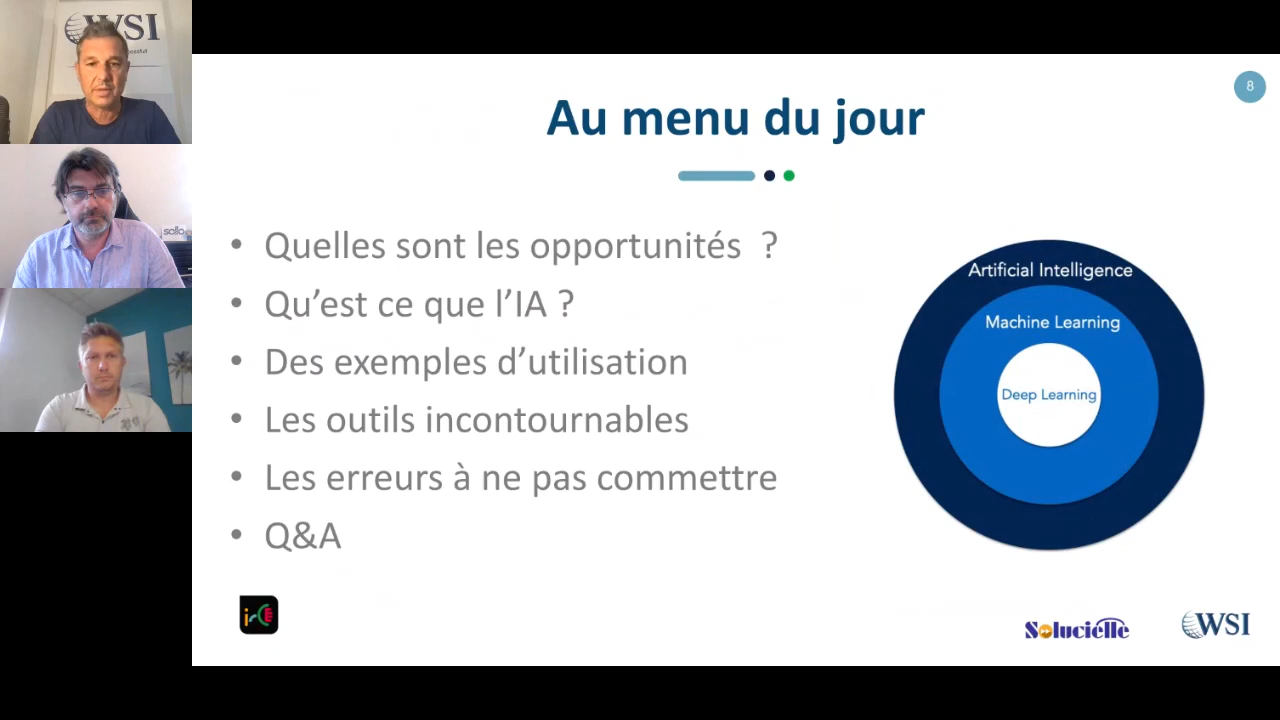 WSI
8
Au menu du jour
• Quelles sont les opportunités ?
• Qu’est ce que l’IA ?
• Des exemples d’utilisation
• Les outils incontournables
• Les erreurs à ne pas commettre
• Q&A
Artificial Intelligence
Machine Learning
Deep Learning
irCE
Solucielle
WSI